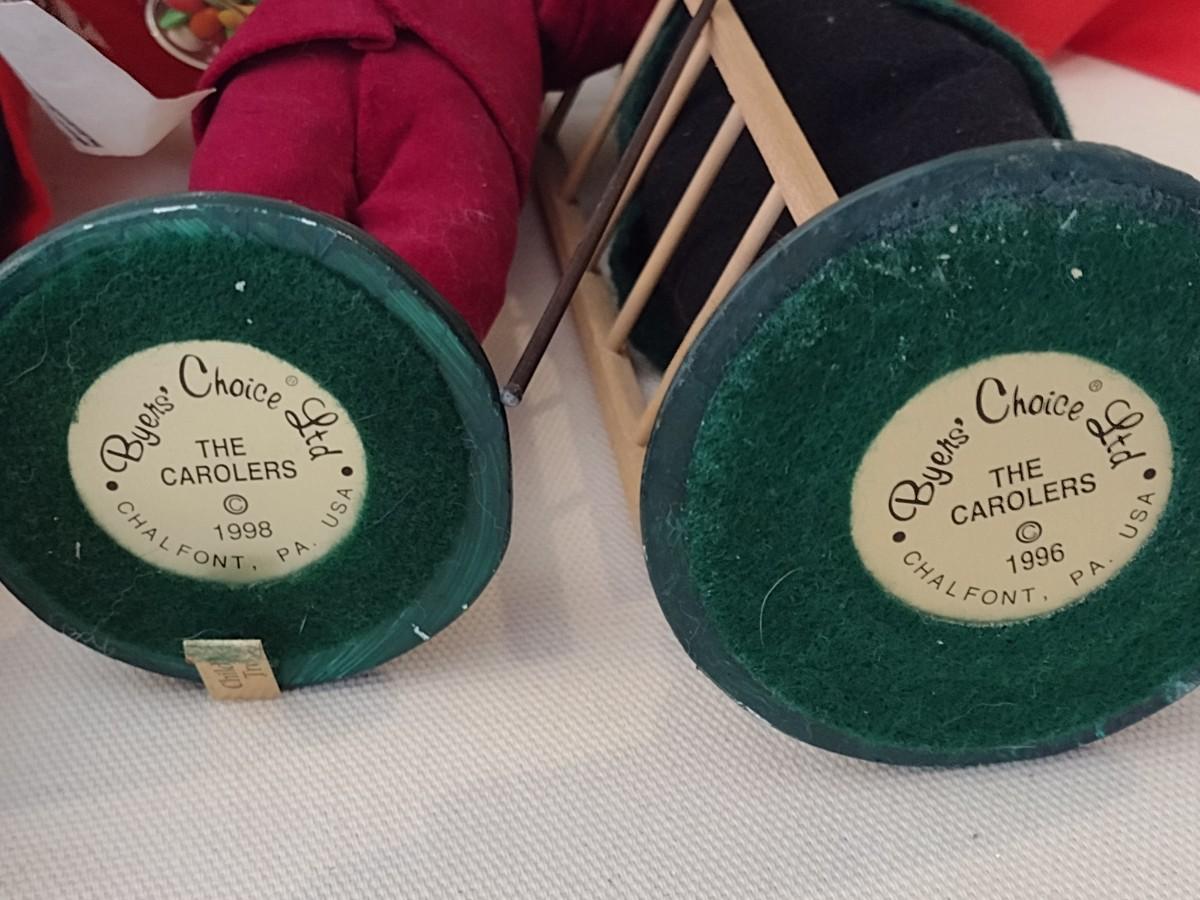 Byers' Choice Ltd ®
THE
CAROLERS
©
1998
• CHALFONT, PA. USA •
Byers' Choice Ltd ®
THE
CAROLERS
©
1996
• CHALFONT, PA. USA •